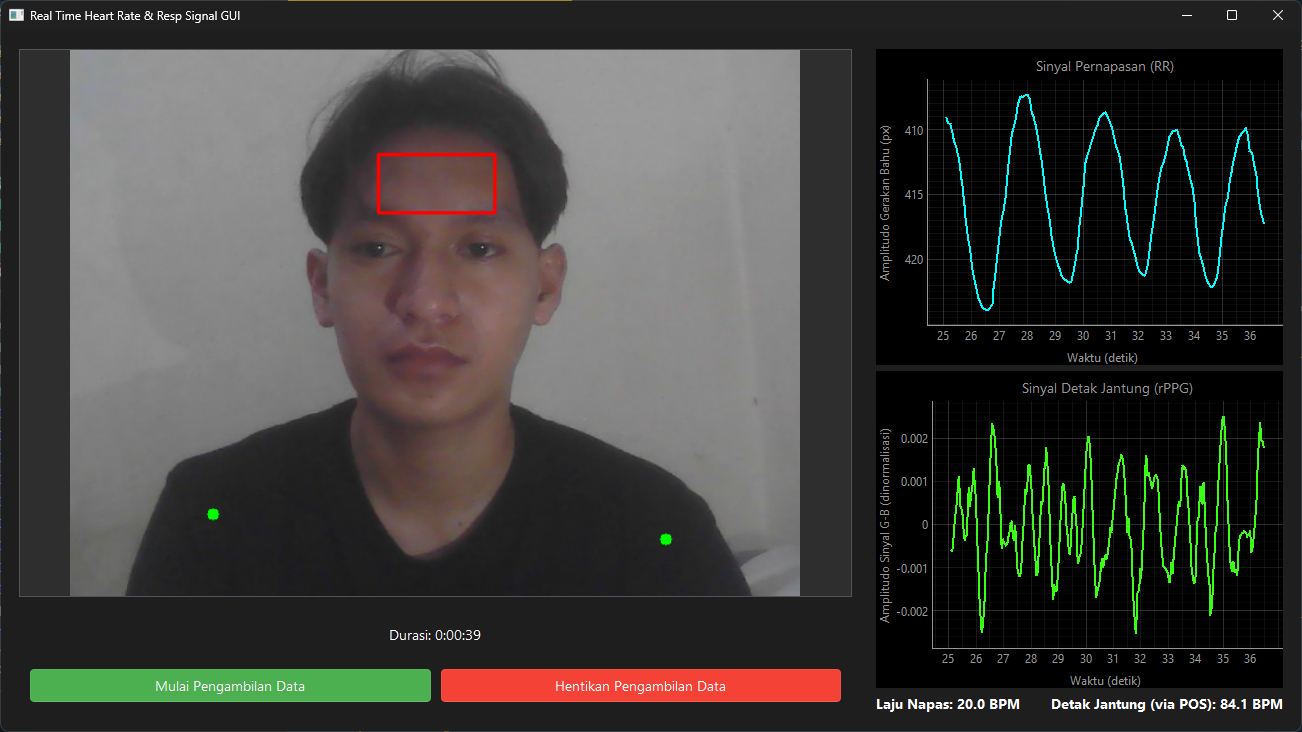 Real Time Heart Rate & Resp Signal GUI
Sinyal Pernapasan (RR)
Amplitudo Gerakan Bahu (px)
410
415
420
25 26 27 28 29 30 31 32 33 34 35 36
Waktu (detik)
Sinyal Detak Jantung (rPPG)
Amplitudo Sinyal G-B (dinormalisasi)
0.002
0.001
0
-0.001
-0.002
25 26 27 28 29 30 31 32 33 34 35 36
Waktu (detik)
Durasi: 0:00:39
Mulai Pengambilan Data
Hentikan Pengambilan Data
Laju Napas: 20.0 BPM
Detak Jantung (via POS): 84.1 BPM